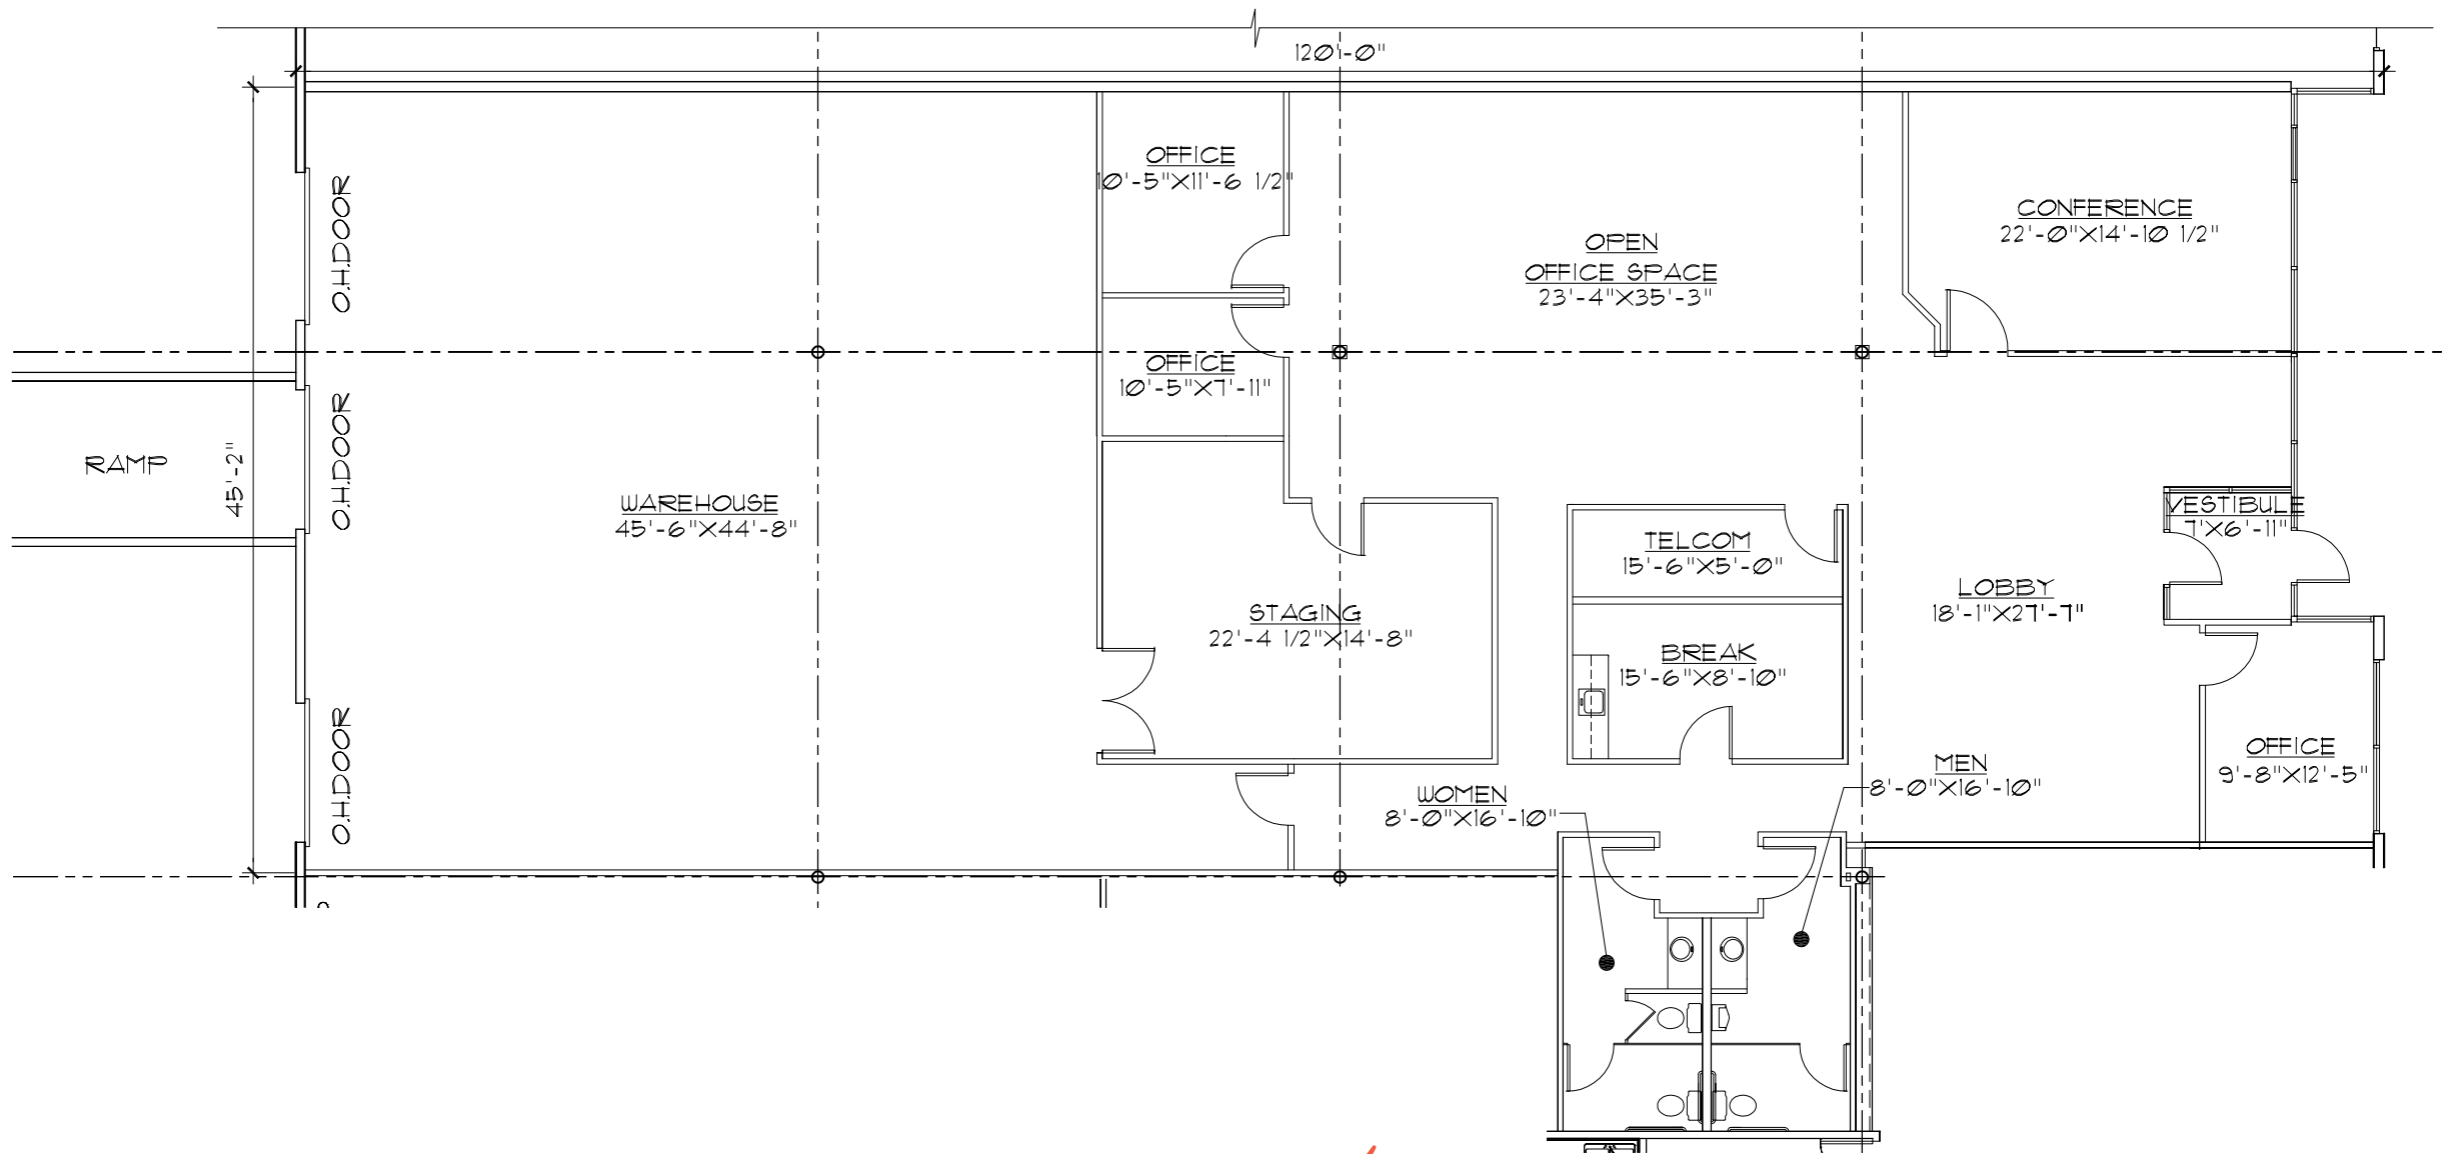 120'-0"
OFFICE
10'-5"X11'-6 1/2"
O.H.DOOR
CONFERENCE
22'-0"X14'-10 1/2"
OPEN
OFFICE SPACE
23'-4"X35'-3"
OFFICE
10'-5"X7'-11"
O.H.DOOR
RAMP
45'-2"
WAREHOUSE
45'-6"X44'-8"
VESTIBULE
7'X6'-11"
TELCOM
15'-6"X5'-0"
LOBBY
18'-1"X27'-7"
STAGING
22'-4 1/2"X14'-8"
BREAK
15'-6"X8'-10"
O.H.DOOR
OFFICE
9'-8"X12'-5"
MEN
8'-0"X16'-10"
WOMEN
8'-0"X16'-10"